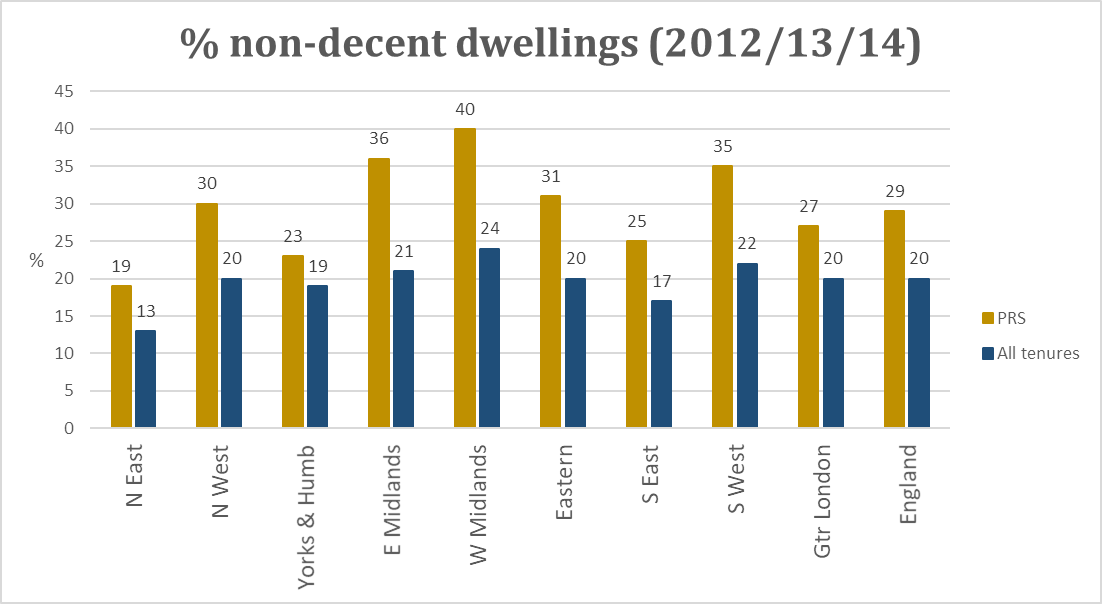 % non-decent dwellings (2012/13/14)
45
40
35
30
25
20
15
10
5
0
%
19
13
30
20
23
19
36
21
40
24
31
20
25
17
35
22
27
20
29
20
N East
N West
Yorks & Humb
E Midlands
W Midlands
Eastern
S East
S West
Gtr London
England
PRS
All tenures